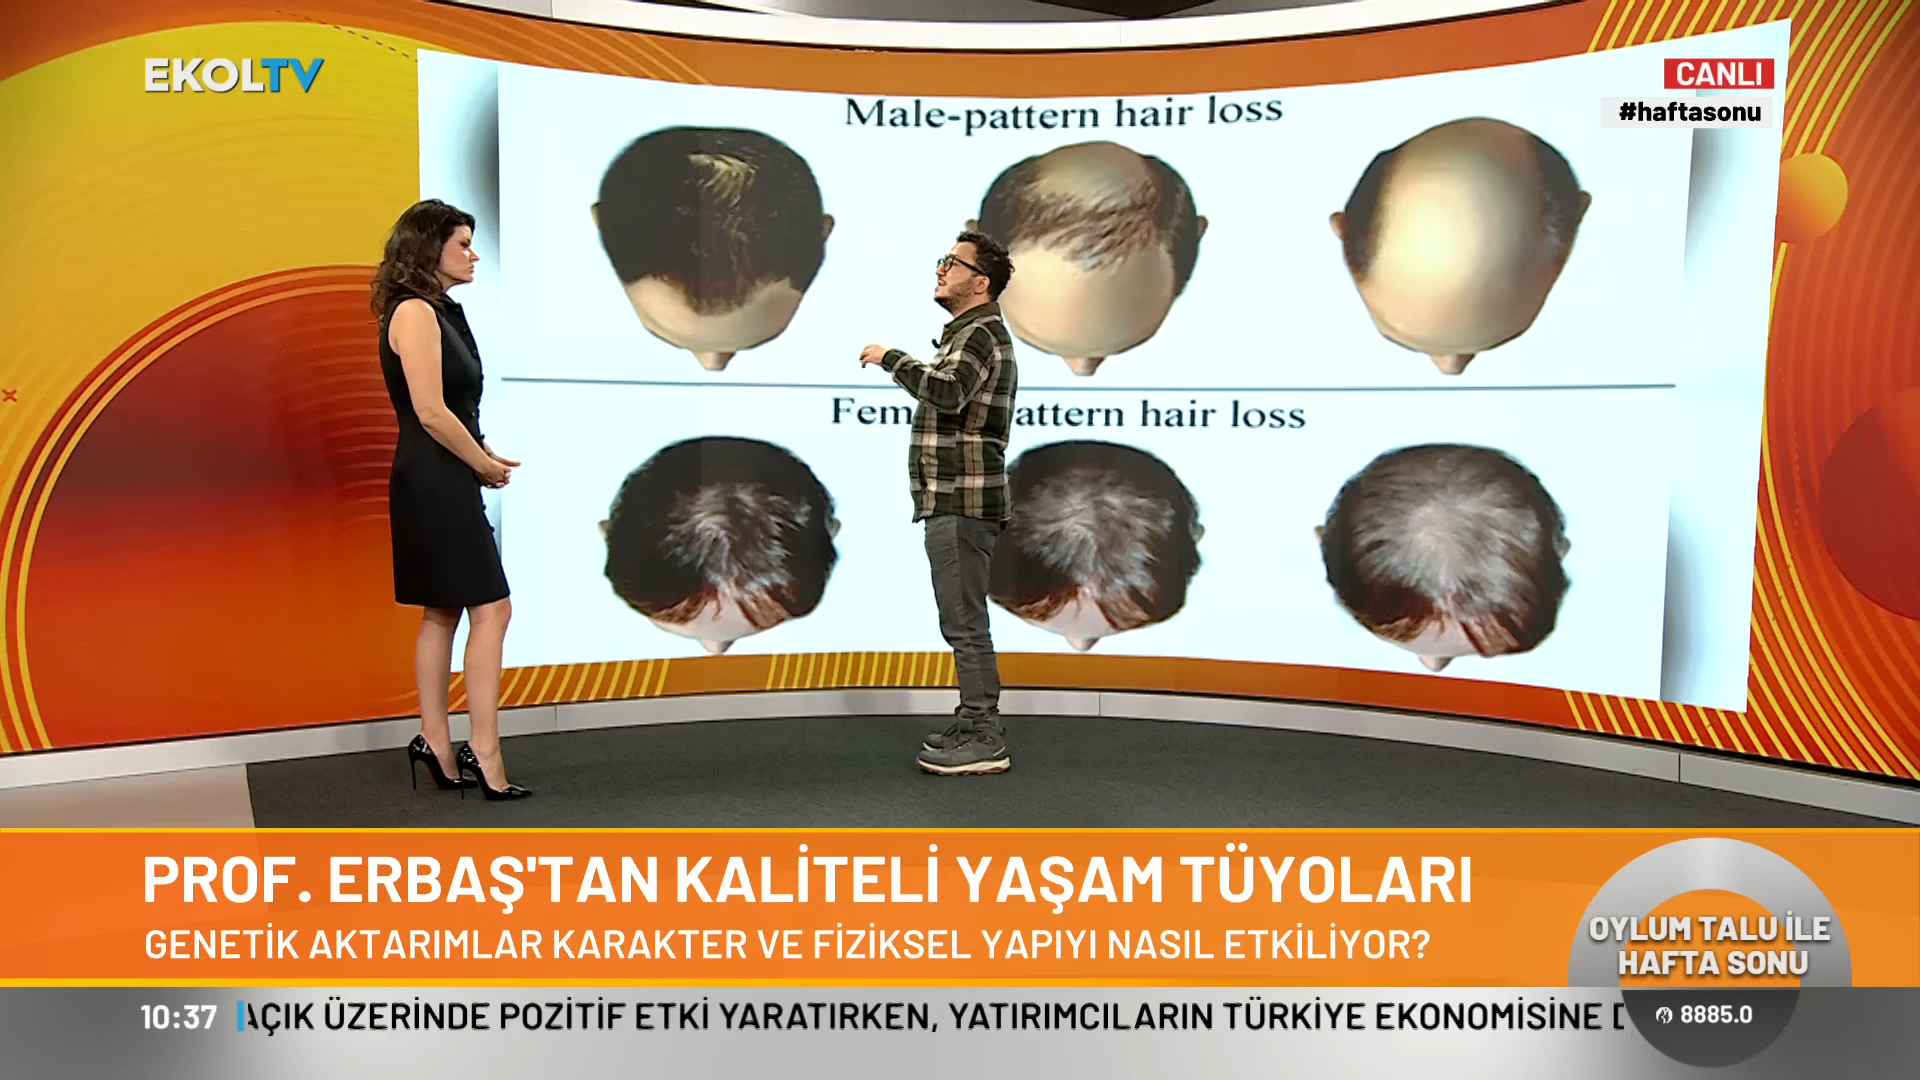 EKOLTV
CANLI
#haftasonu
Male-pattern hair loss
Fem attern hair loss
PROF. ERBAŞ'TAN KALİTELİ YAŞAM TÜYOLARI
GENETİK AKTARIMLAR KARAKTER VE FİZİKSEL YAPIYI NASIL ETKİLİYOR?
OYLUM TALU İLE
HAFTA SONU
10:37
AÇIK ÜZERİNDE POZİTİF ETKİ YARATIRKEN, YATIRIMCILARIN TÜRKİYE EKONOMİSİNE
8885.0